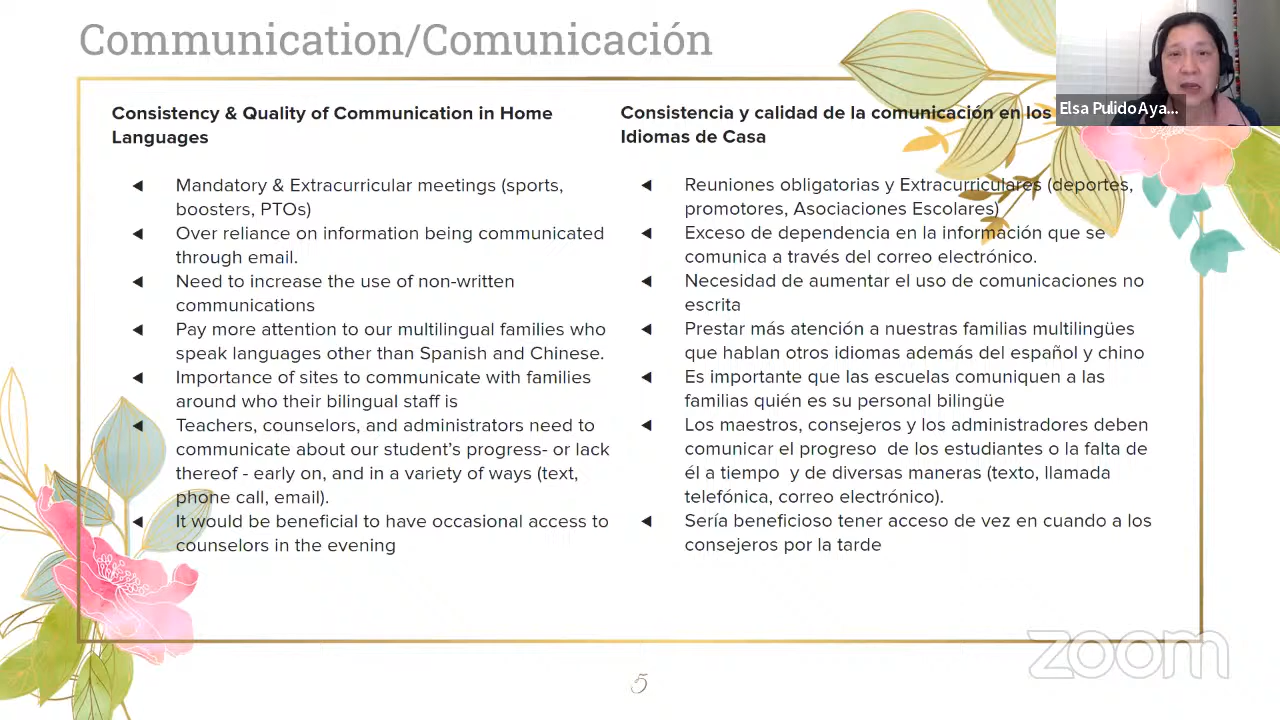 Communication/Comunicación
Elsa Pulido Aya...
Consistency & Quality of Communication in Home
Languages
Mandatory & Extracurricular meetings (sports,
boosters, PTOs)
Over reliance on information being communicated
through email.
Need to increase the use of non-written
communications
Pay more attention to our multilingual families who
speak languages other than Spanish and Chinese.
Importance of sites to communicate with families
around who their bilingual staff is
Teachers, counselors, and administrators need to
communicate about our student's progress- or lack
thereof - early on, and in a variety of ways (text,
phone call, email).
It would be beneficial to have occasional access to
counselors in the evening
Consistencia y calidad de la comunicación en los
Idiomas de Casa
Reuniones obligatorias y Extracurriculares (deportes,
promotores, Asociaciones Escolares)
Exceso de dependencia en la información que se
comunica a través del correo electrónico.
Necesidad de aumentar el uso de comunicaciones no
escrita
Prestar más atención a nuestras familias multilingües
que hablan otros idiomas además del español y chino
Es importante que las escuelas comuniquen a las
familias quién es su personal bilingüe
Los maestros, consejeros y los administradores deben
comunicar el progreso  de los estudiantes o la falta de
él a tiempo  y de diversas maneras (texto, llamada
telefónica, correo electrónico).
Sería beneficioso tener acceso de vez en cuando a los
consejeros por la tarde
zoom
5